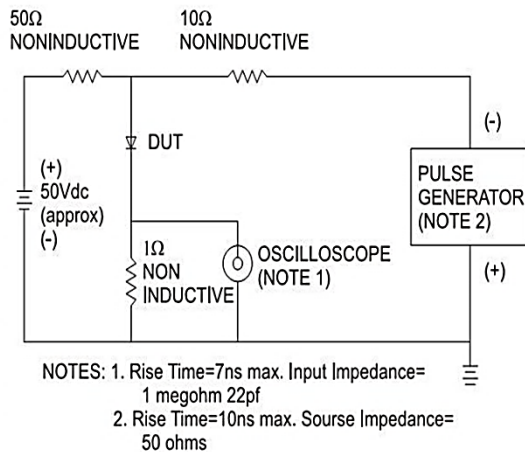 50Ω
NONINDUCTIVE
10Ω
NONINDUCTIVE
(+)
50Vdc
(approx)
(-)
DUT
1Ω
NON
INDUCTIVE
OSCILLOSCOPE
(NOTE 1)
(-)
PULSE
GENERATOR
(NOTE 2)
(+)
NOTES: 1. Rise Time=7ns max. Input Impedance=
1 megohm 22pf
2. Rise Time=10ns max. Sourse Impedance=
50 ohms